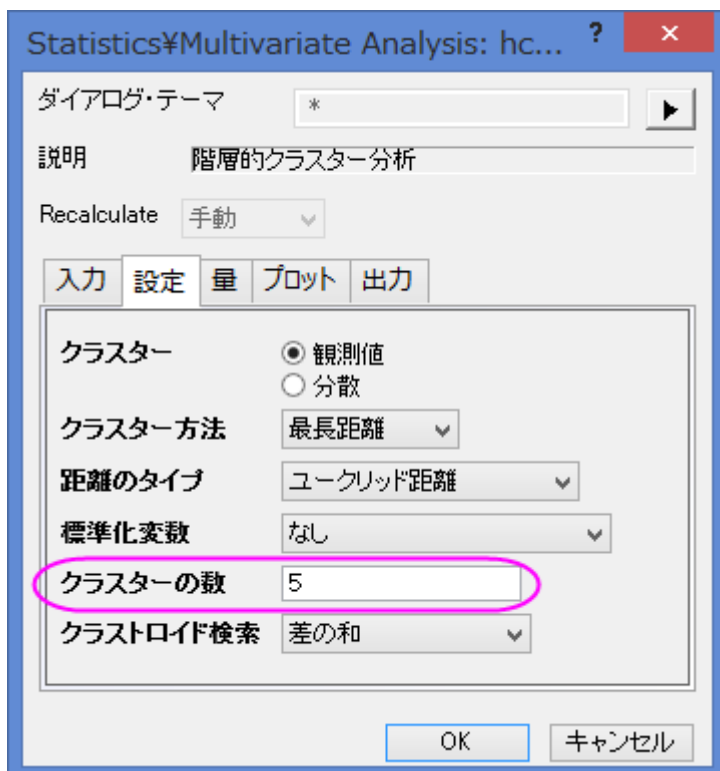 Statistics¥Multivariate Analysis: hc... ? ×
ダイアログ・テーマ *
説明 階層的クラスター分析
Recalculate 手動
入力 設定 量 プロット 出力
クラスター 観測値
分散
クラスター方法 最長距離
距離のタイプ ユークリッド距離
標準化変数 なし
クラスターの数 5
クラストロイド検索 差の和
OK キャンセル